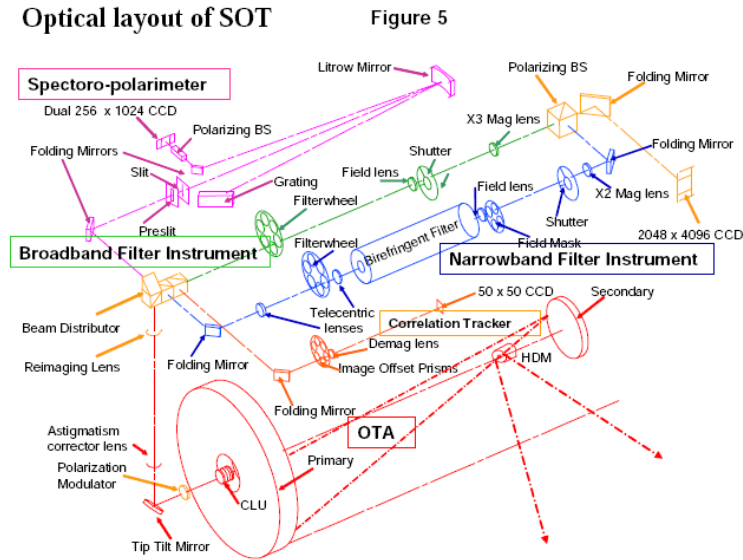 Optical layout of SOT
Figure 5
Spectoro-polarimeter
Litrow Mirror
Polarizing BS
Folding Mirror
Dual 256 x 1024 CCD
Polarizing BS
X3 Mag lens
Folding Mirrors
Shutter
Folding Mirror
Slit
Field lens
Grating
Field lens
X2 Mag lens
Filterwheel
Preslit
Shutter
2048 x 4096 CCD
Filterwheel
Birefringent Filter
Field Mask
Broadband Filter Instrument
Narrowband Filter Instrument
50 x 50 CCD
Secondary
Telecentric
lenses
Beam Distributor
Correlation Tracker
Reimaging Lens
Folding Mirror
Demag lens
HDM
Image Offset Prisms
Folding Mirror
OTA
Astigmatism
corrector lens
Primary
Polarization
Modulator
CLU
Tip Tilt Mirror